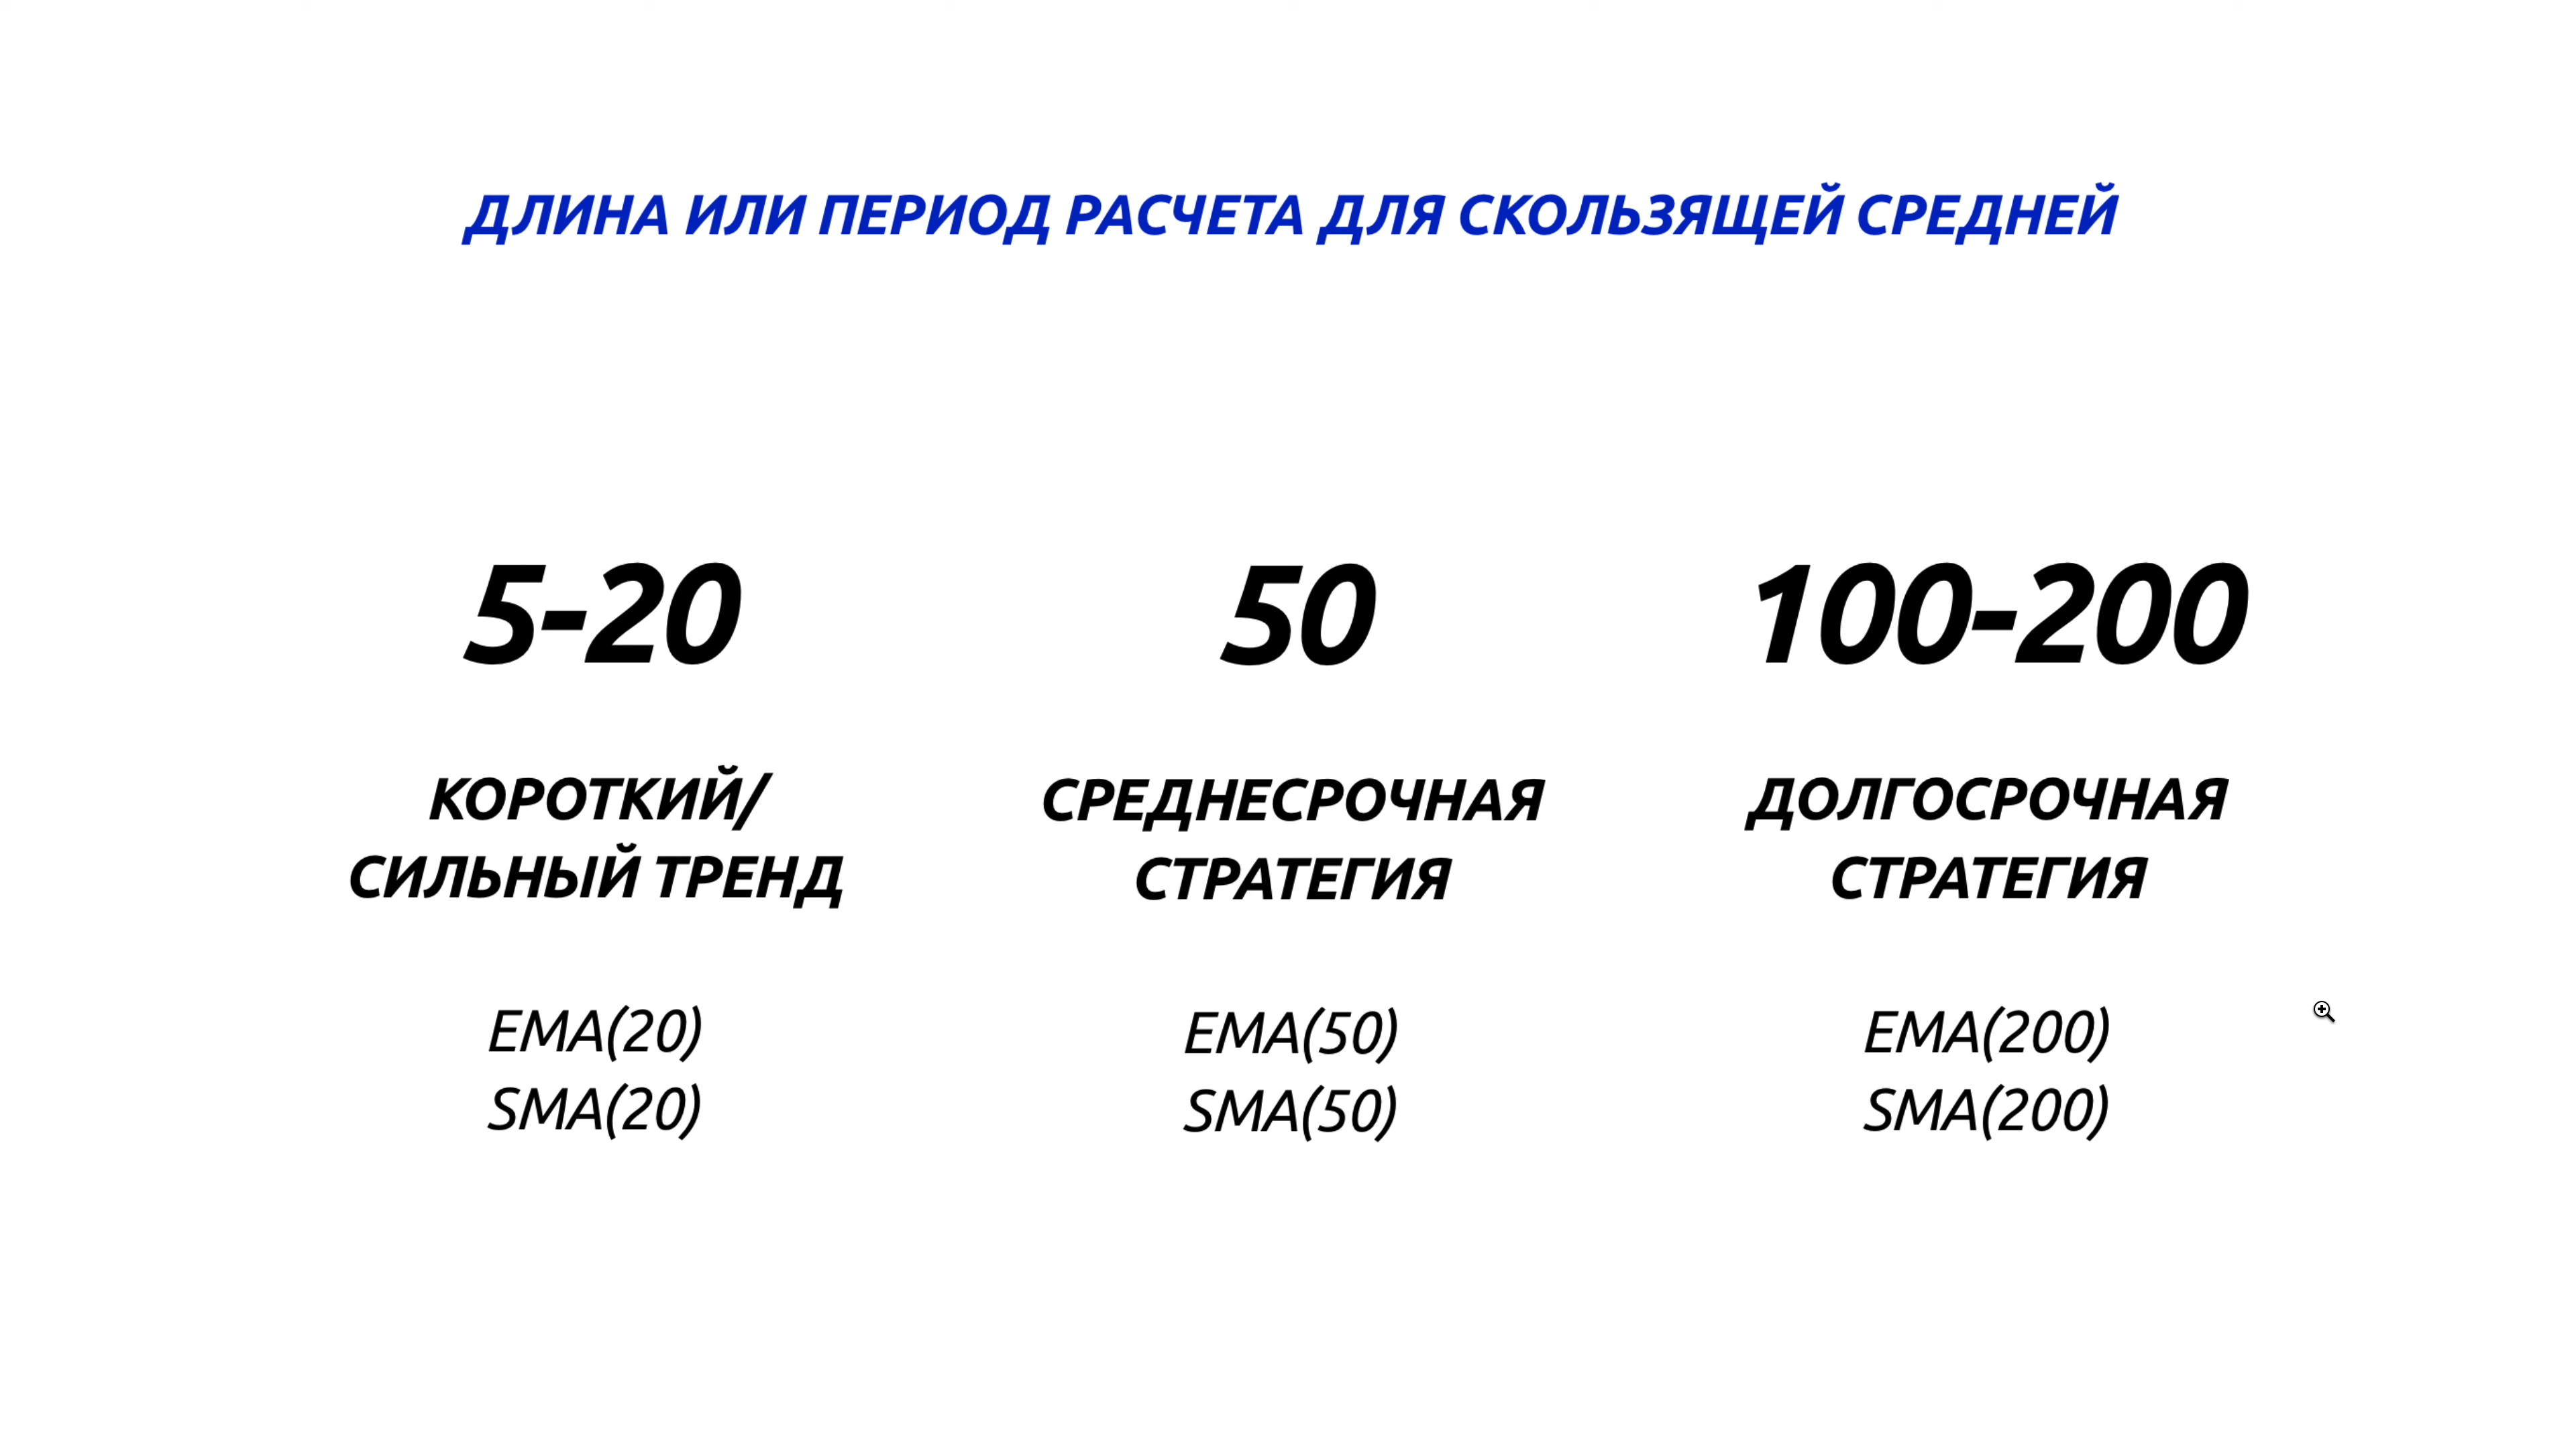 ДЛИНА ИЛИ ПЕРИОД РАСЧЕТА ДЛЯ СКОЛЬЗЯЩЕЙ СРЕДНЕЙ
5-20
КОРОТКИЙ/
СИЛЬНЫЙ ТРЕНД
EMA(20)
SMA(20)
50
СРЕДНЕСРОЧНАЯ
СТРАТЕГИЯ
EMA(50)
SMA(50)
100-200
ДОЛГОСРОЧНАЯ
СТРАТЕГИЯ
EMA(200)
SMA(200)